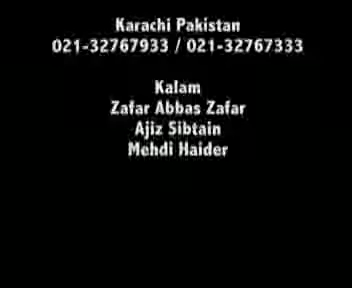 Karachi Pakistan
021-32767933 / 021-32767333
Kalam
Zafar Abbas Zafar
Ajiz Sibtain
Mehdi Haider